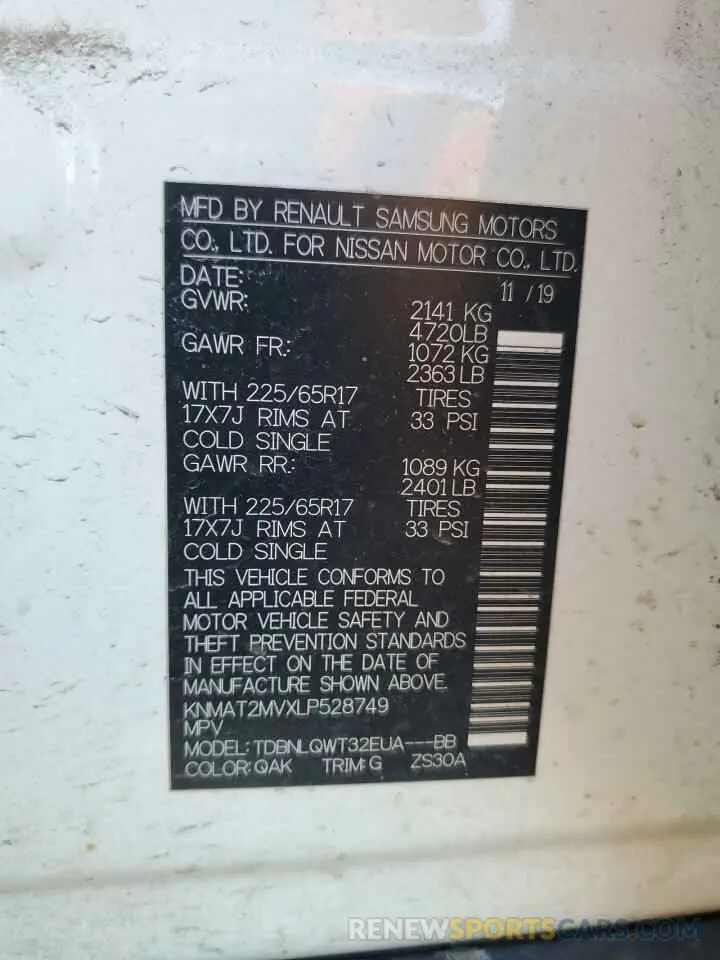 MFD BY RENAULT SAMSUNG MOTORS
CO., LTD. FOR NISSAN MOTOR CO., LTD.
DATE: 11 / 19
GVWR: 2141 KG
4720LB
GAWR FR: 1072 KG
2363LB
WITH 225/65R17 TIRES
17X7J RIMS AT 33 PSI
COLD SINGLE
GAWR RR: 1089 KG
2401LB
WITH 225/65R17 TIRES
17X7J RIMS AT 33 PSI
COLD SINGLE
THIS VEHICLE CONFORMS TO
ALL APPLICABLE FEDERAL
MOTOR VEHICLE SAFETY AND
THEFT PREVENTION STANDARDS
IN EFFECT ON THE DATE OF
MANUFACTURE SHOWN ABOVE.
KNMAT2MVXLP528749
MPV
MODEL: TDBNLQWT32EUA---BB
COLOR: QAK TRIM: G ZS30A
RENEWSPORTSCARS.COM